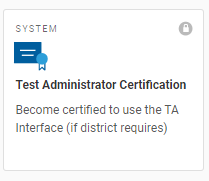 SYSTEM
Test Administrator Certification
Become certified to use the TA
Interface (if district requires)